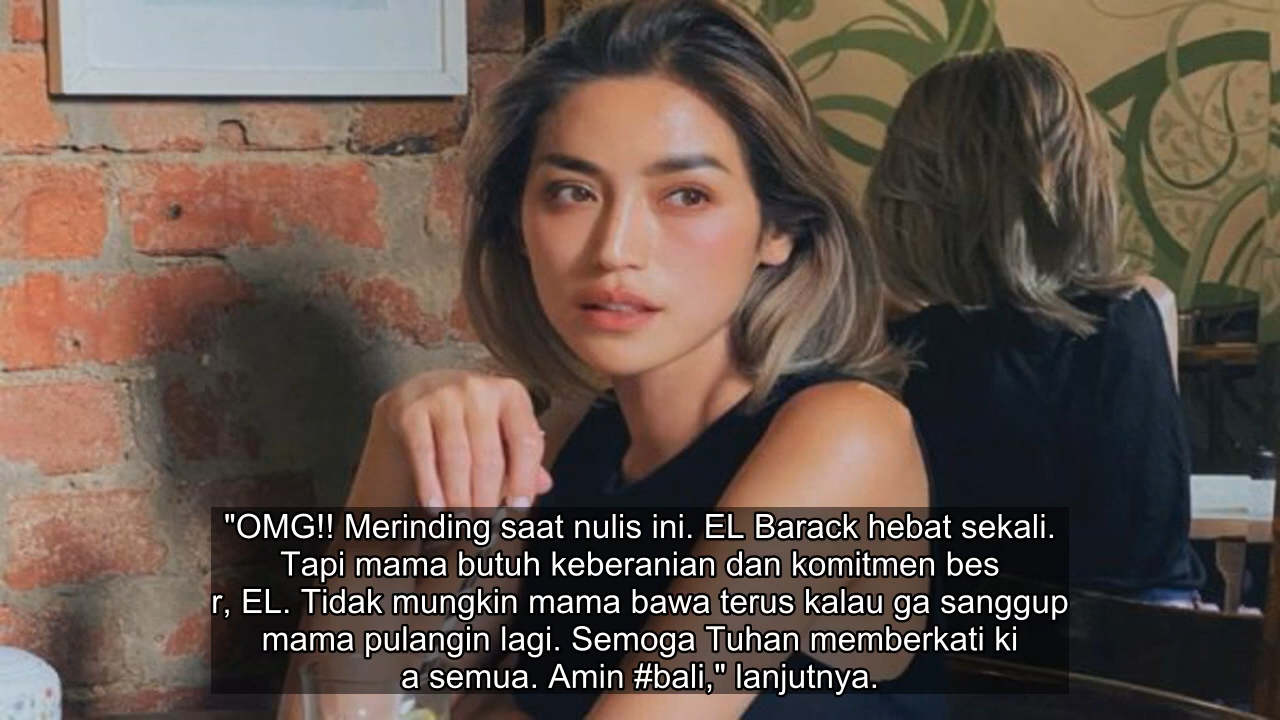 "OMG!! Merinding saat nulis ini. EL Barack hebat sekali.
Tapi mama butuh keberanian dan komitmen bes
r, EL. Tidak mungkin mama bawa terus kalau ga sanggup
mama pulangin lagi. Semoga Tuhan memberkati ki
a semua. Amin #bali," lanjutnya.